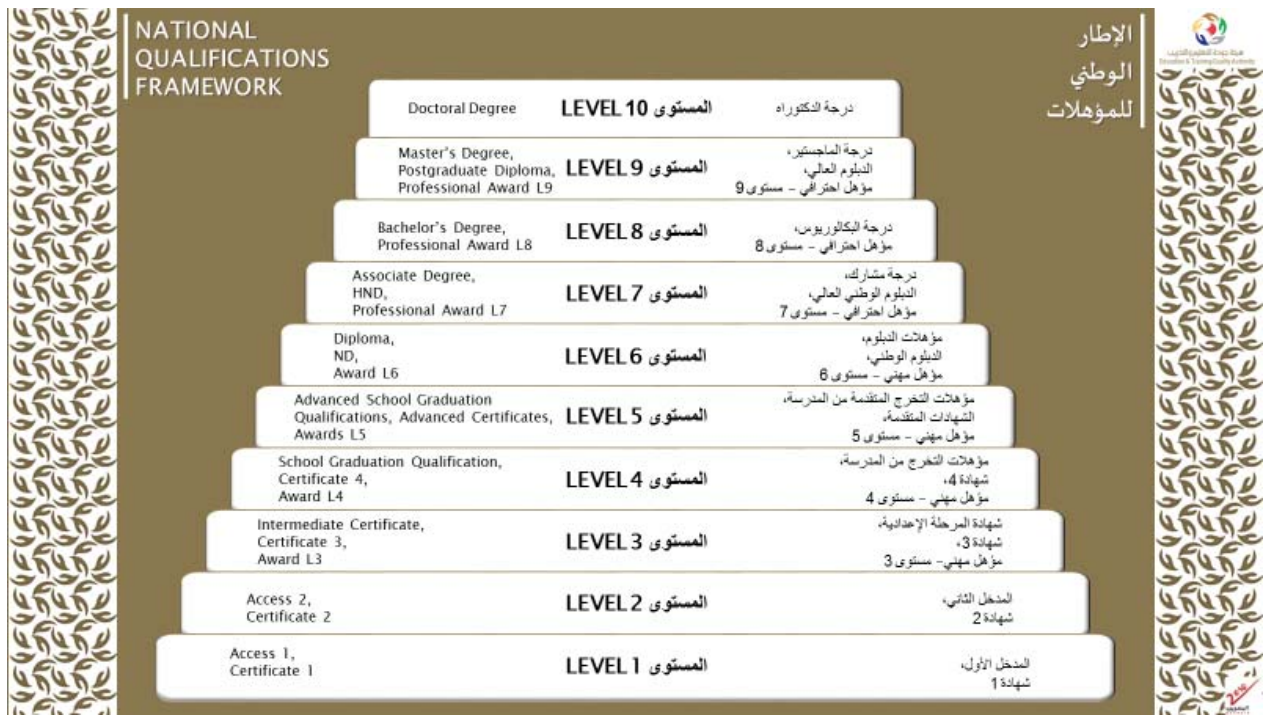 NATIONAL
QUALIFICATIONS
FRAMEWORK
الإطار
الوطني
للمؤهلات
هيئة جودة التعليم والتدريب
Education & Training Quality Authority
Doctoral Degree
LEVEL 10 المستوى
درجة الدكتوراه
Master's Degree,
Postgraduate Diploma,
Professional Award L9
LEVEL 9 المستوى
درجة الماجستير،
الدبلوم العالي،
مؤهل احترافي – مستوى 9
Bachelor's Degree,
Professional Award L8
LEVEL 8 المستوى
درجة البكالوريوس،
مؤهل احترافي – مستوى 8
Associate Degree,
HND,
Professional Award L7
LEVEL 7 المستوى
درجة مشارك،
الدبلوم الوطني العالي،
مؤهل احترافي – مستوى 7
Diploma,
ND,
Award L6
LEVEL 6 المستوى
مؤهلات الدبلوم،
الدبلوم الوطني،
مؤهل مهني – مستوى 6
Advanced School Graduation
Qualifications, Advanced Certificates,
Awards L5
LEVEL 5 المستوى
مؤهلات التخرج المتقدمة من المدرسة،
الشهادات المتقدمة،
مؤهل مهني – مستوى 5
School Graduation Qualification,
Certificate 4,
Award L4
LEVEL 4 المستوى
مؤهلات التخرج من المدرسة،
شهادة 4،
مؤهل مهني – مستوى 4
Intermediate Certificate,
Certificate 3,
Award L3
LEVEL 3 المستوى
شهادة المرحلة الإعدادية،
شهادة 3،
مؤهل مهني– مستوى 3
Access 2,
Certificate 2
LEVEL 2 المستوى
المدخل الثاني،
شهادة 2
Access 1,
Certificate 1
LEVEL 1 المستوى
المدخل الأول،
شهادة 1